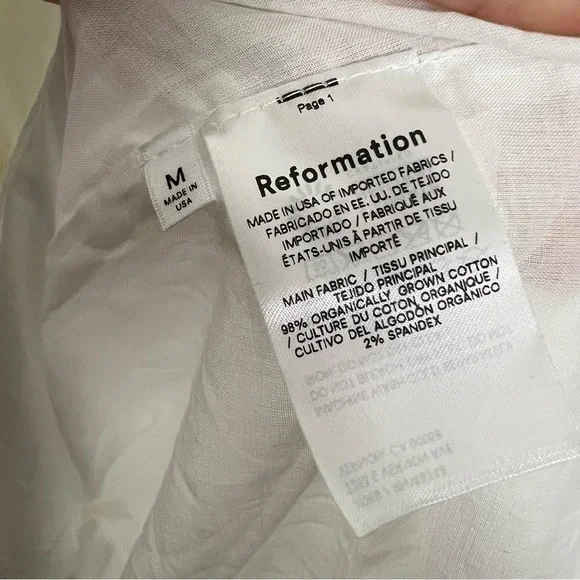 Page 1
M
MADE IN
USA
Reformation
MADE IN USA OF IMPORTED FABRICS /
FABRICADO EN EE. UU. DE TEJIDO
IMPORTADO / FABRIQUÉ AUX
ÉTATS-UNIS À PARTIR DE TISSU
IMPORTÉ
MAIN FABRIC / TISSU PRINCIPAL /
TEJIDO PRINCIPAL
98% ORGANICALLY GROWN COTTON
/ CULTURE DU COTON ORGANIQUE /
CULTIVO DEL ALGODÓN ORGÁNICO
2% SPANDEX